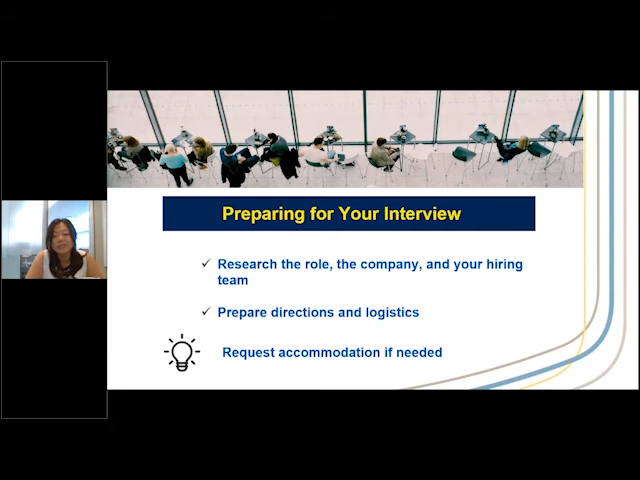 Preparing for Your Interview
Research the role, the company, and your hiring
team
Prepare directions and logistics
Request accommodation if needed